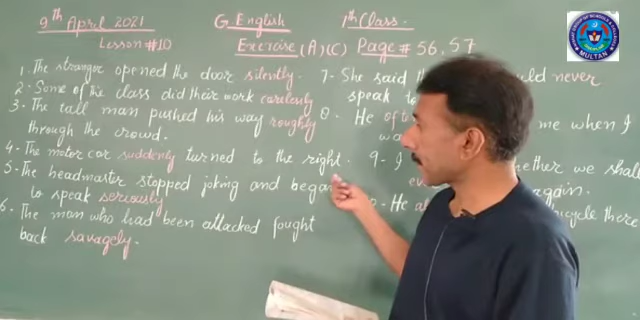 9th April 2021
G. English
7th Class.
Lesson #10
Exercise (A)(C) Page # 56, 57
1. The stranger opened the door silently.
2. Some of the class did their work carelessly
3. The tall man pushed his way roughly
through the crowd.
4. The motor car suddenly turned to the right.
5. The headmaster stopped joking and began
to speak seriously
6. The man who had been attacked fought
back savagely.
7- She said never
speak to
8- He me when I
9- I whether we shall
again.
He there
MULTAN